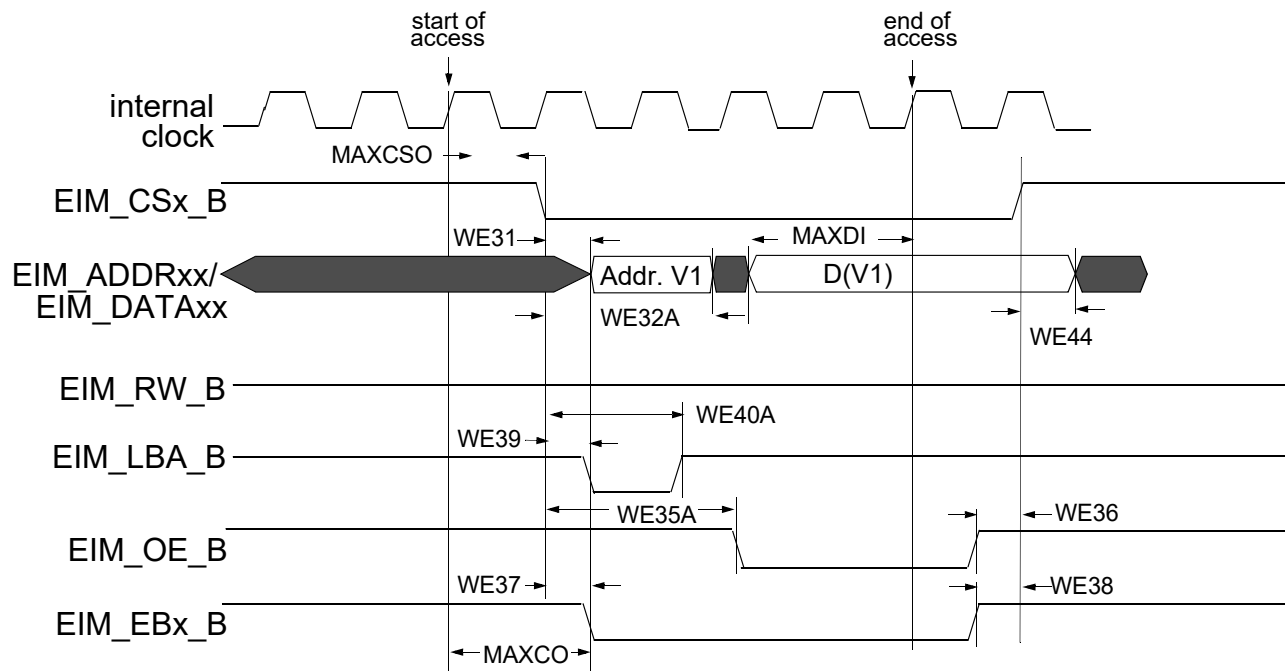 start of
access
end of
access
internal
clock
MAXCSO
EIM_CSx_B
WE31
MAXDI
EIM_ADDRxx/
EIM_DATAxx
Addr. V1
D(V1)
WE32A
WE44
EIM_RW_B
WE40A
WE39
EIM_LBA_B
WE35A
WE36
EIM_OE_B
WE37
WE38
EIM_EBx_B
MAXCO